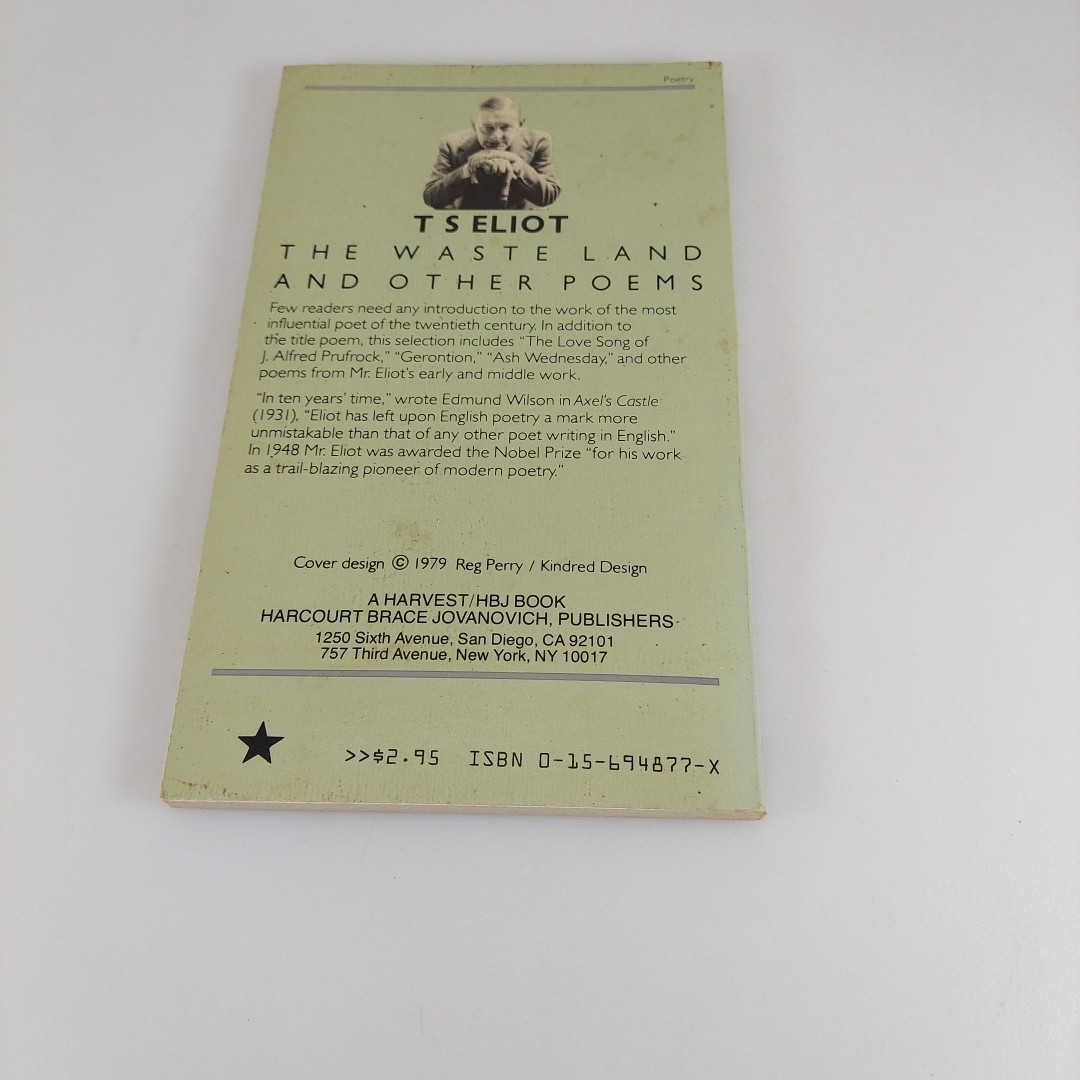 Poetry
T S ELIOT
THE WASTE LAND
AND OTHER POEMS
Few readers need any introduction to the work of the most
influential poet of the twentieth century. In addition to
the title poem, this selection includes “The Love Song of
J. Alfred Prufrock,” “Gerontion,” “Ash Wednesday,” and other
poems from Mr. Eliot’s early and middle work.
“In ten years’ time,” wrote Edmund Wilson in Axel’s Castle
(1931), “Eliot has left upon English poetry a mark more
unmistakable than that of any other poet writing in English.”
In 1948 Mr. Eliot was awarded the Nobel Prize “for his work
as a trail-blazing pioneer of modern poetry.”
Cover design © 1979 Reg Perry / Kindred Design
A HARVEST/HBJ BOOK
HARCOURT BRACE JOVANOVICH, PUBLISHERS
1250 Sixth Avenue, San Diego, CA 92101
757 Third Avenue, New York, NY 10017
>>$2.95 ISBN 0-15-694877-X